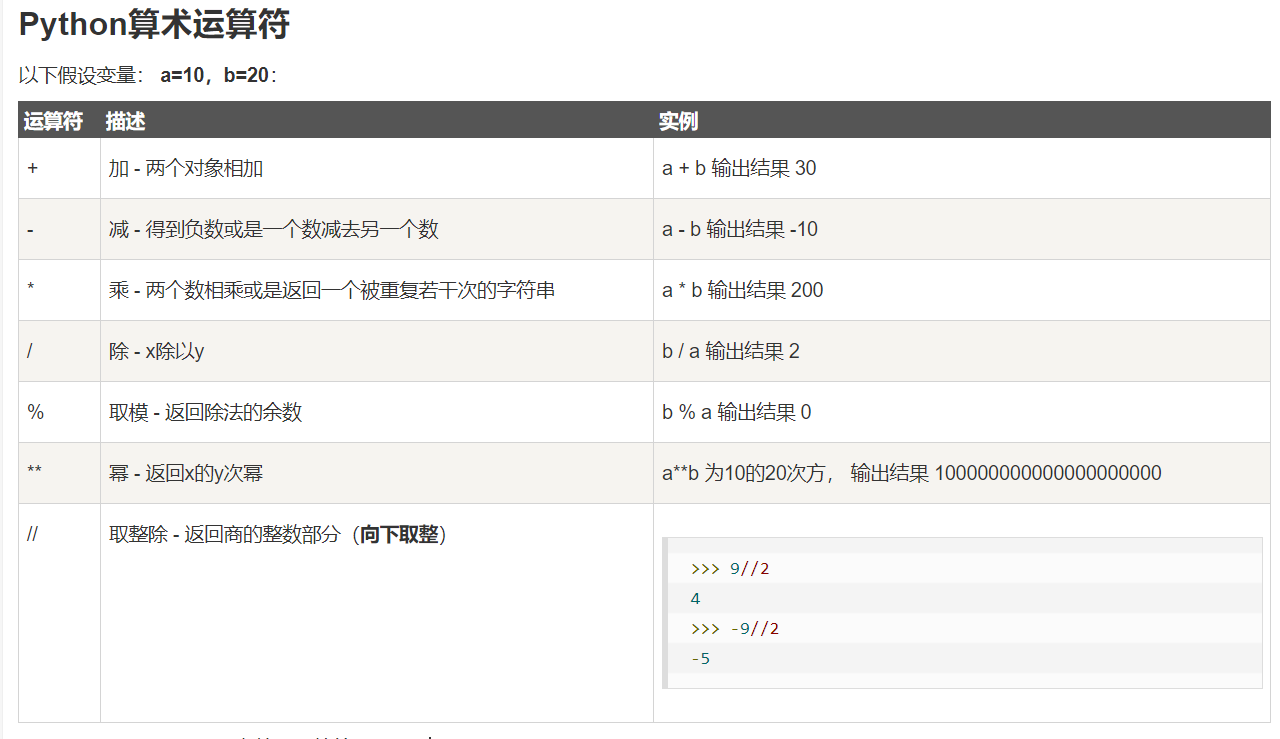 Python算术运算符
以下假设变量： a=10，b=20：
运算符 描述 实例
+ 加 - 两个对象相加 a + b 输出结果 30
- 减 - 得到负数或是一个数减去另一个数 a - b 输出结果 -10
* 乘 - 两个数相乘或是返回一个被重复若干次的字符串 a * b 输出结果 200
/ 除 - x除以y b / a 输出结果 2
% 取模 - 返回除法的余数 b % a 输出结果 0
** 幂 - 返回x的y次幂 a**b 为10的20次方， 输出结果 100000000000000000000
// 取整除 - 返回商的整数部分（向下取整）
>>> 9//2
4
>>> -9//2
-5